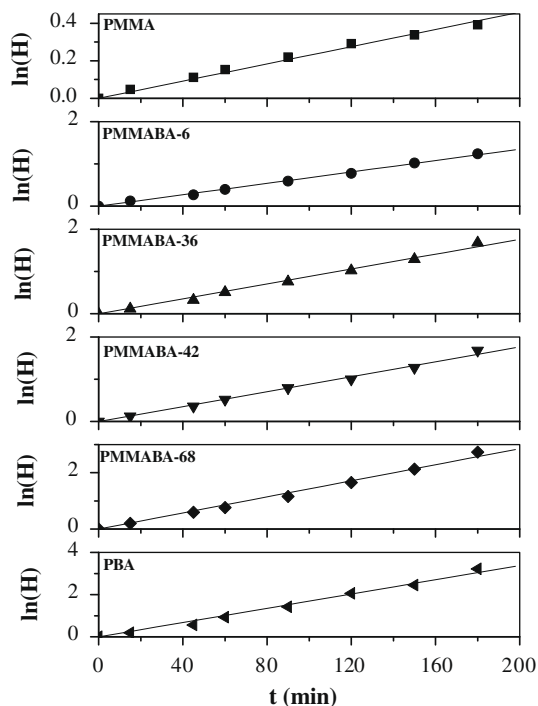 0.4
PMMA
0.2
ln(H)
0.0
2
PMMABA-6
ln(H)
0
2
PMMABA-36
ln(H)
0
2
PMMABA-42
ln(H)
0
PMMABA-68
2
ln(H)
0
4
PBA
2
ln(H)
0
0 40 80 120 160 200
t (min)